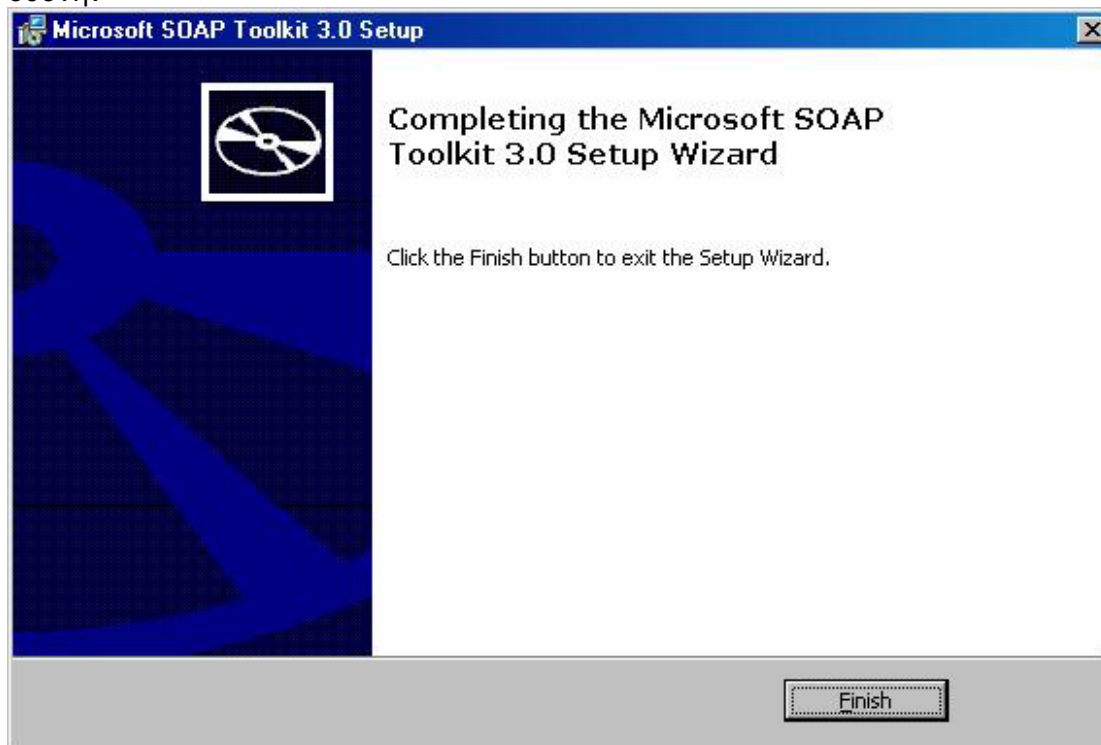 Microsoft SOAP Toolkit 3.0 Setup
Completing the Microsoft SOAP
Toolkit 3.0 Setup Wizard
Click the Finish button to exit the Setup Wizard.
Finish